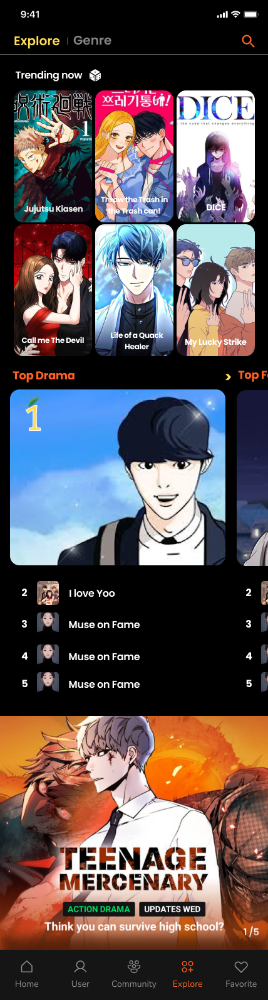 9:41
Explore | Genre
Trending now
呪術廻戦
1
Jujutsu Kiasen
쓰레기통에!
Throw the Trash in
the Trash can!
DICE
: the cube that changes everything
DICE
Call me The Devil
Life of a Quack
Healer
My Lucky Strike
Top Drama
Top F
1
2 I love Yoo 2
3 Muse on Fame 3
4 Muse on Fame 4
5 Muse on Fame 5
TEENAGE
MERCENARY
ACTION DRAMA UPDATES WED
Think you can survive high school?
1/5
Home User Community Explore Favorite